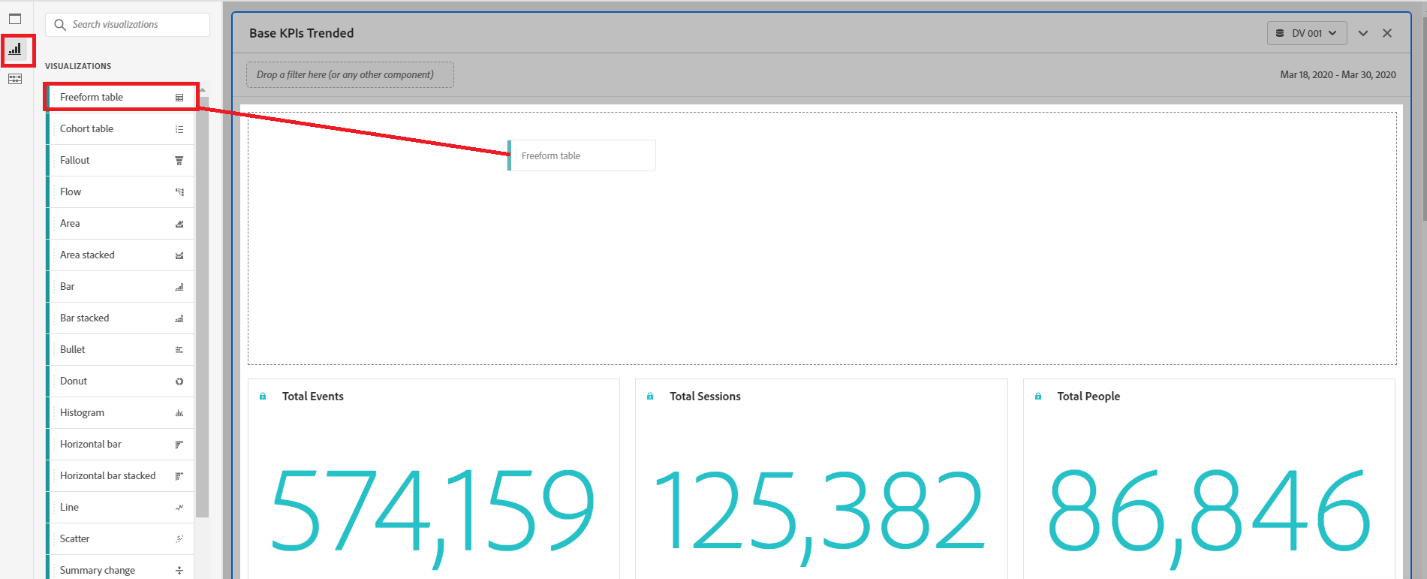 Search visualizations
VISUALIZATIONS
Freeform table
Cohort table
Fallout
Flow
Area
Area stacked
Bar
Bar stacked
Bullet
Donut
Histogram
Horizontal bar
Horizontal bar stacked
Line
Scatter
Summary change
Base KPIs Trended
DV 001
Drop a filter here (or any other component)
Mar 18, 2020 - Mar 30, 2020
Freeform table
Total Events
574,159
Total Sessions
125,382
Total People
86,846